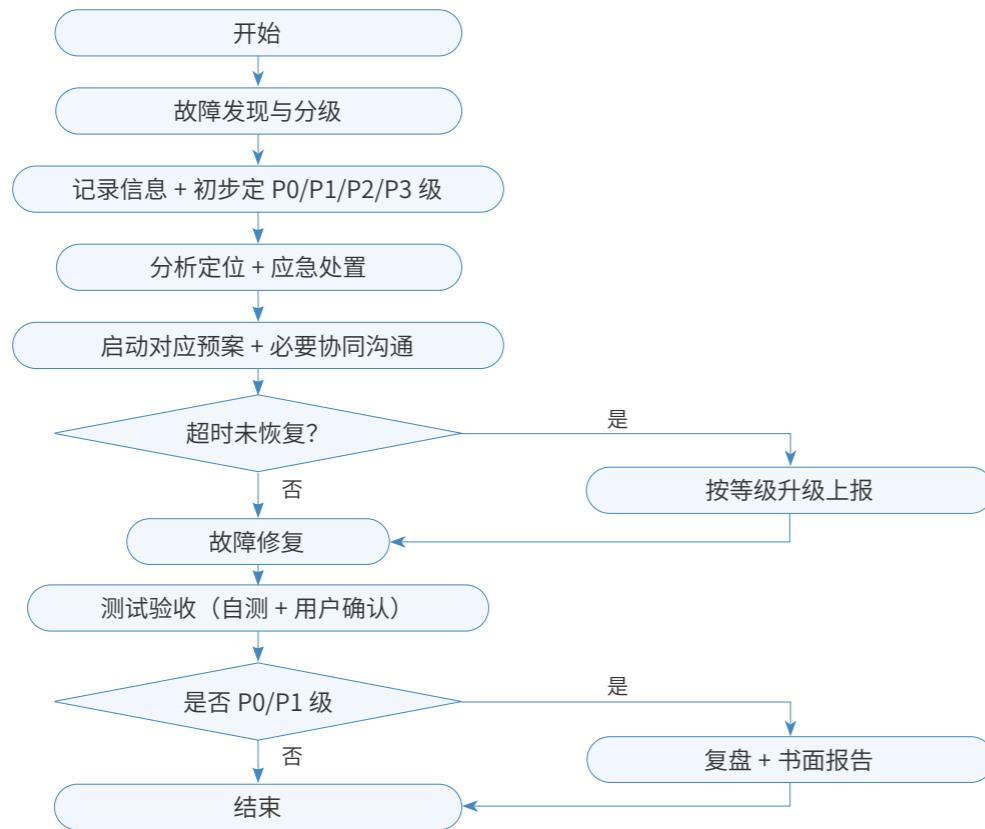 开始
故障发现与分级
记录信息 + 初步定 P0/P1/P2/P3 级
分析定位 + 应急处置
启动对应预案 + 必要协同沟通
超时未恢复？
是
按等级升级上报
否
故障修复
测试验收（自测 + 用户确认）
是否 P0/P1 级
是
复盘 + 书面报告
否
结束